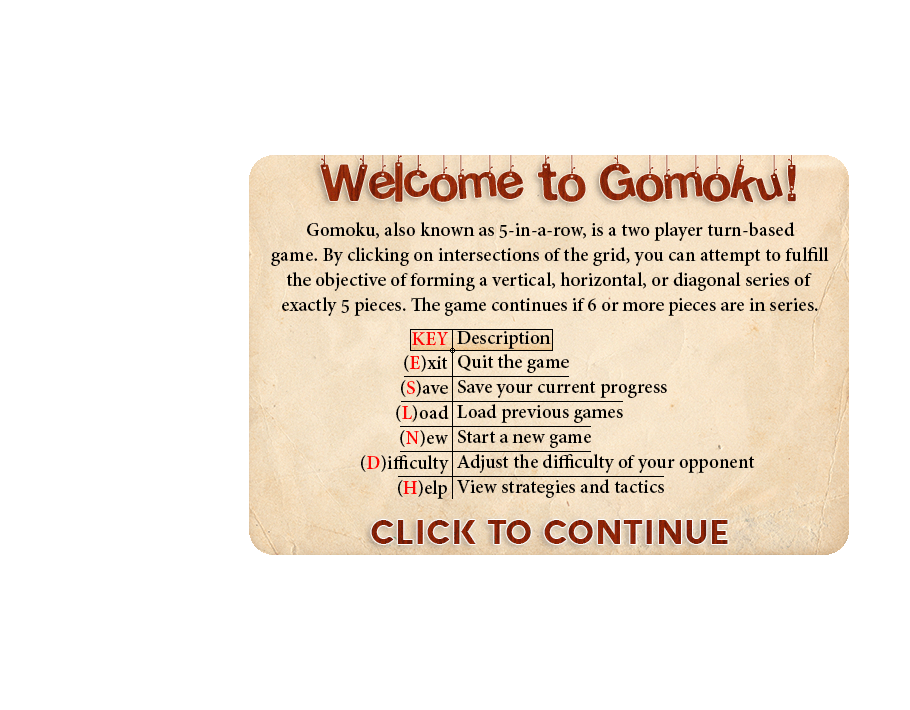 Welcome to Gomoku!
Gomoku, also known as 5-in-a-row, is a two player turn-based
game. By clicking on intersections of the grid, you can attempt to fulfill
the objective of forming a vertical, horizontal, or diagonal series of
exactly 5 pieces. The game continues if 6 or more pieces are in series.
KEY Description
(E)xit Quit the game
(S)ave Save your current progress
(L)oad Load previous games
(N)ew Start a new game
(D)ifficulty Adjust the difficulty of your opponent
(H)elp View strategies and tactics
CLICK TO CONTINUE